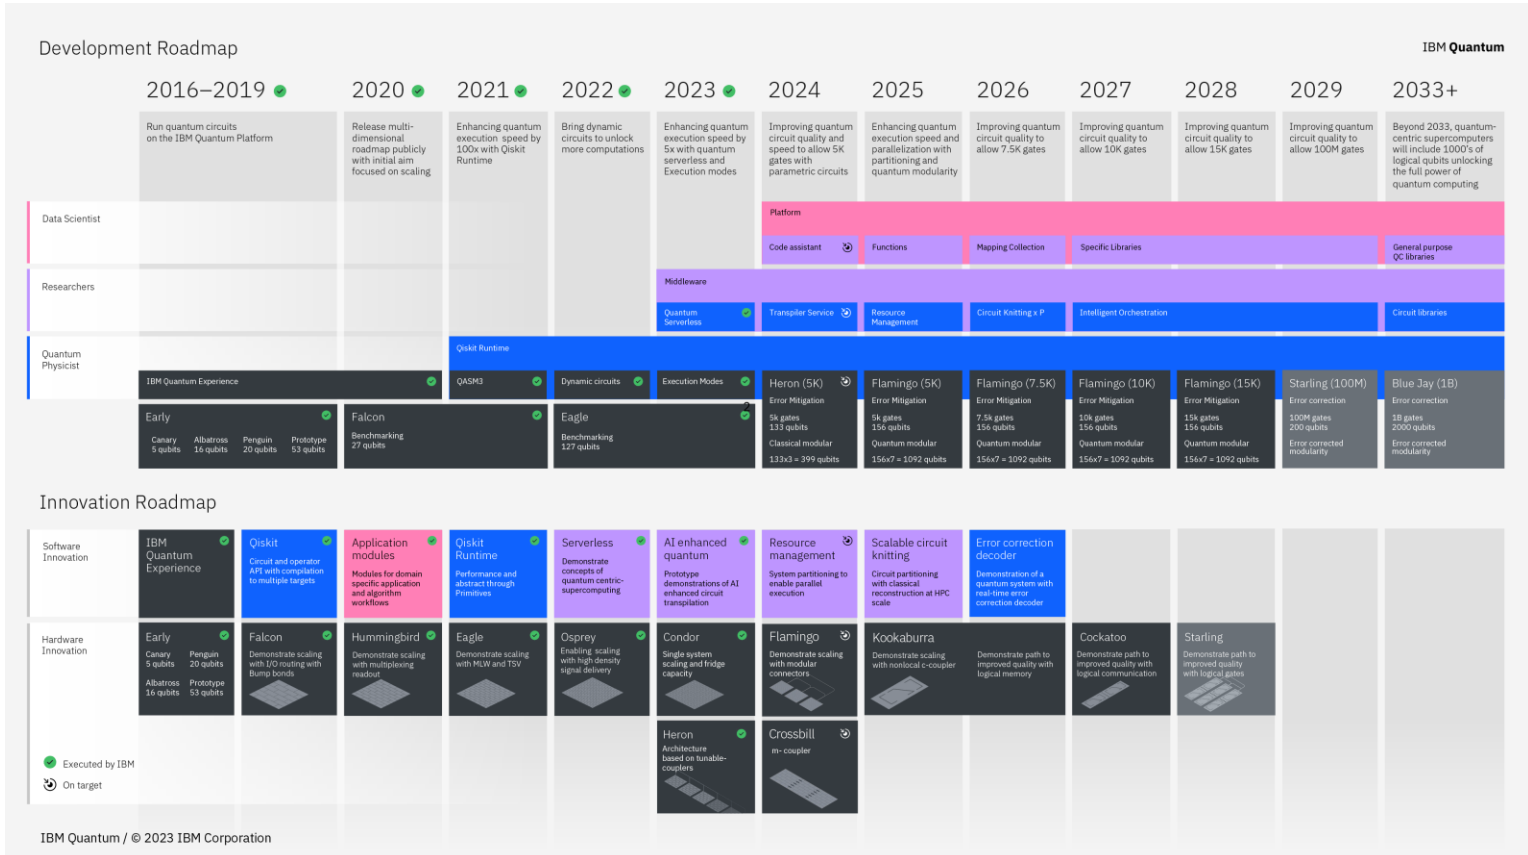 Development Roadmap
IBM Quantum
2016–2019
2020
2021
2022
2023
2024
2025
2026
2027
2028
2029
2033+
Run quantum circuits
on the IBM Quantum Platform
Release multi-
dimensional
roadmap publicly
with initial aim
focused on scaling
Enhancing quantum
execution speed by
100x with Qiskit
Runtime
Bring dynamic
circuits to unlock
more computations
Enhancing quantum
execution speed by
5x with quantum
serverless and
Execution modes
Improving quantum
circuit quality and
speed to allow 5K
gates with
parametric circuits
Enhancing quantum
execution speed and
parallelization with
partitioning and
quantum modularity
Improving quantum
circuit quality to
allow 7.5K gates
Improving quantum
circuit quality to
allow 10K gates
Improving quantum
circuit quality to
allow 15K gates
Improving quantum
circuit quality to
allow 100M gates
Beyond 2033, quantum-
centric supercomputers
will include 1000's of
logical qubits unlocking
the full power of
quantum computing
Data Scientist
Platform
Code assistant
Functions
Mapping Collection
Specific Libraries
General purpose
QC libraries
Researchers
Middleware
Quantum
Serverless
Transpiler Service
Resource
Management
Circuit Knitting x P
Intelligent Orchestration
Circuit libraries
Quantum
Physicist
Qiskit Runtime
IBM Quantum Experience
QASM3
Dynamic circuits
Execution Modes
Early
Canary
5 qubits
Albatross
16 qubits
Penguin
20 qubits
Prototype
53 qubits
Falcon
Benchmarking
27 qubits
Eagle
Benchmarking
127 qubits
2
Heron (5K)
Error Mitigation
5k gates
133 qubits
Classical modular
133x3 = 399 qubits
Flamingo (5K)
Error Mitigation
5k gates
156 qubits
Quantum modular
156x7 = 1092 qubits
Flamingo (7.5K)
Error Mitigation
7.5k gates
156 qubits
Quantum modular
156x7 = 1092 qubits
Flamingo (10K)
Error Mitigation
10k gates
156 qubits
Quantum modular
156x7 = 1092 qubits
Flamingo (15K)
Error Mitigation
15k gates
156 qubits
Quantum modular
156x7 = 1092 qubits
Starling (100M)
Error correction
100M gates
200 qubits
Error corrected
modularity
Blue Jay (1B)
Error correction
1B gates
2000 qubits
Error corrected
modularity
Innovation Roadmap
Software
Innovation
IBM
Quantum
Experience
Qiskit
Circuit and operator
API with compilation
to multiple targets
Application
modules
Modules for domain
specific application
and algorithm
workflows
Qiskit
Runtime
Performance and
abstract through
Primitives
Serverless
Demonstrate
concepts of
quantum centric-
supercomputing
AI enhanced
quantum
Prototype
demonstrations of AI
enhanced circuit
transpilation
Resource
management
System partitioning to
enable parallel
execution
Scalable circuit
knitting
Circuit partitioning
with classical
reconstruction at HPC
scale
Error correction
decoder
Demonstration of a
quantum system with
real-time error
correction decoder
Hardware
Innovation
Early
Canary
5 qubits
Penguin
20 qubits
Albatross
16 qubits
Prototype
53 qubits
Falcon
Demonstrate scaling
with I/O routing with
Bump bonds
Hummingbird
Demonstrate scaling
with multiplexing
readout
Eagle
Demonstrate scaling
with MLW and TSV
Osprey
Enabling scaling
with high density
signal delivery
Condor
Single system
scaling and fridge
capacity
Flamingo
Demonstrate scaling
with modular
connectors
Kookaburra
Demonstrate scaling
with nonlocal c-coupler
Demonstrate path to
improved quality with
logical memory
Cockatoo
Demonstrate path to
improved quality with
logical communication
Starling
Demonstrate path to
improved quality
with logical gates
Heron
Architecture
based on tunable-
couplers
Crossbill
m- coupler
Executed by IBM
On target
IBM Quantum / © 2023 IBM Corporation